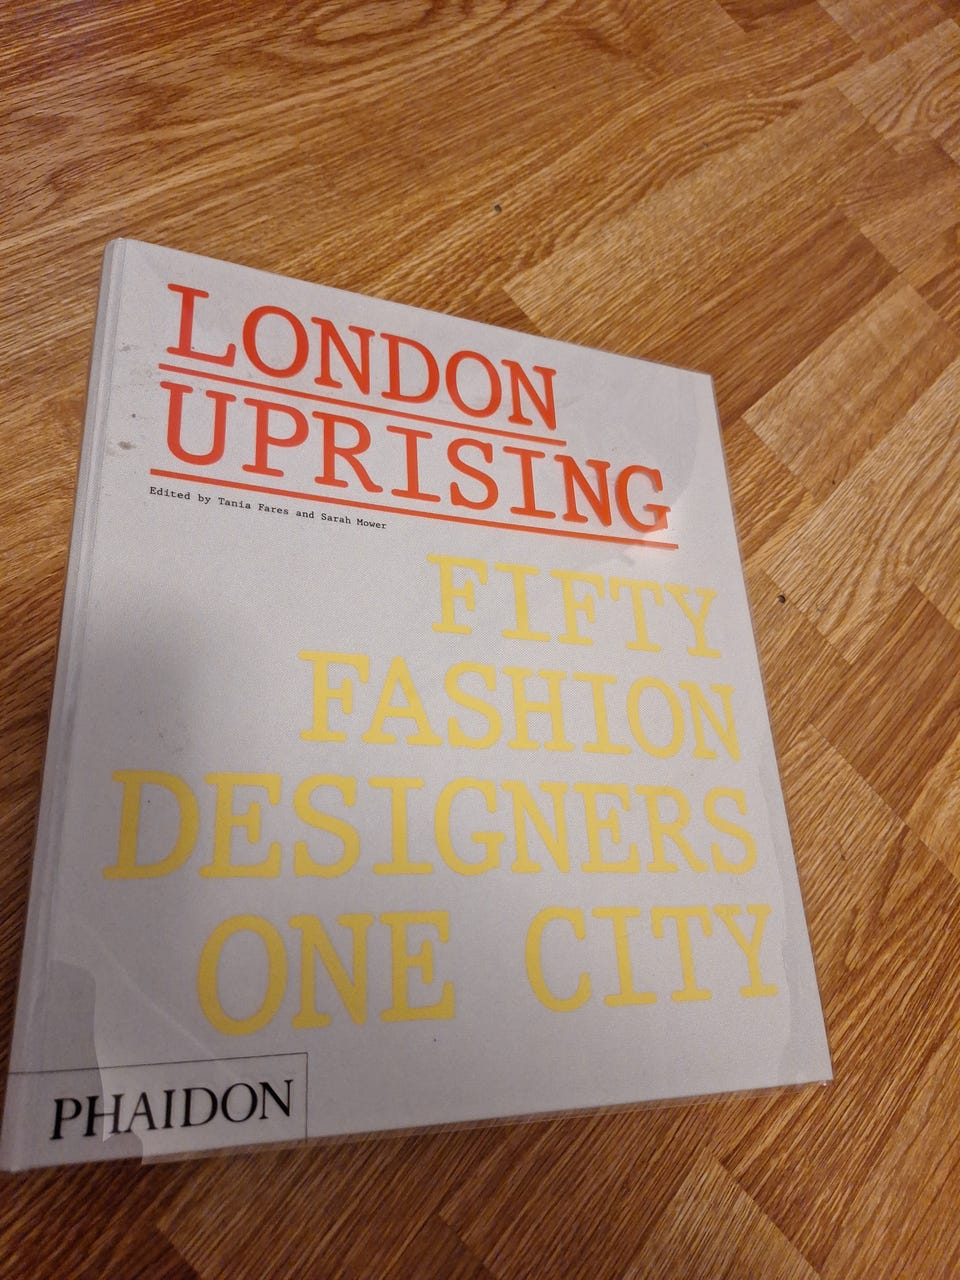 LONDON
UPRISING
Edited by Tania Fares and Sarah Mower
FIFTY
FASHION
DESIGNERS
ONE CITY
PHAIDON